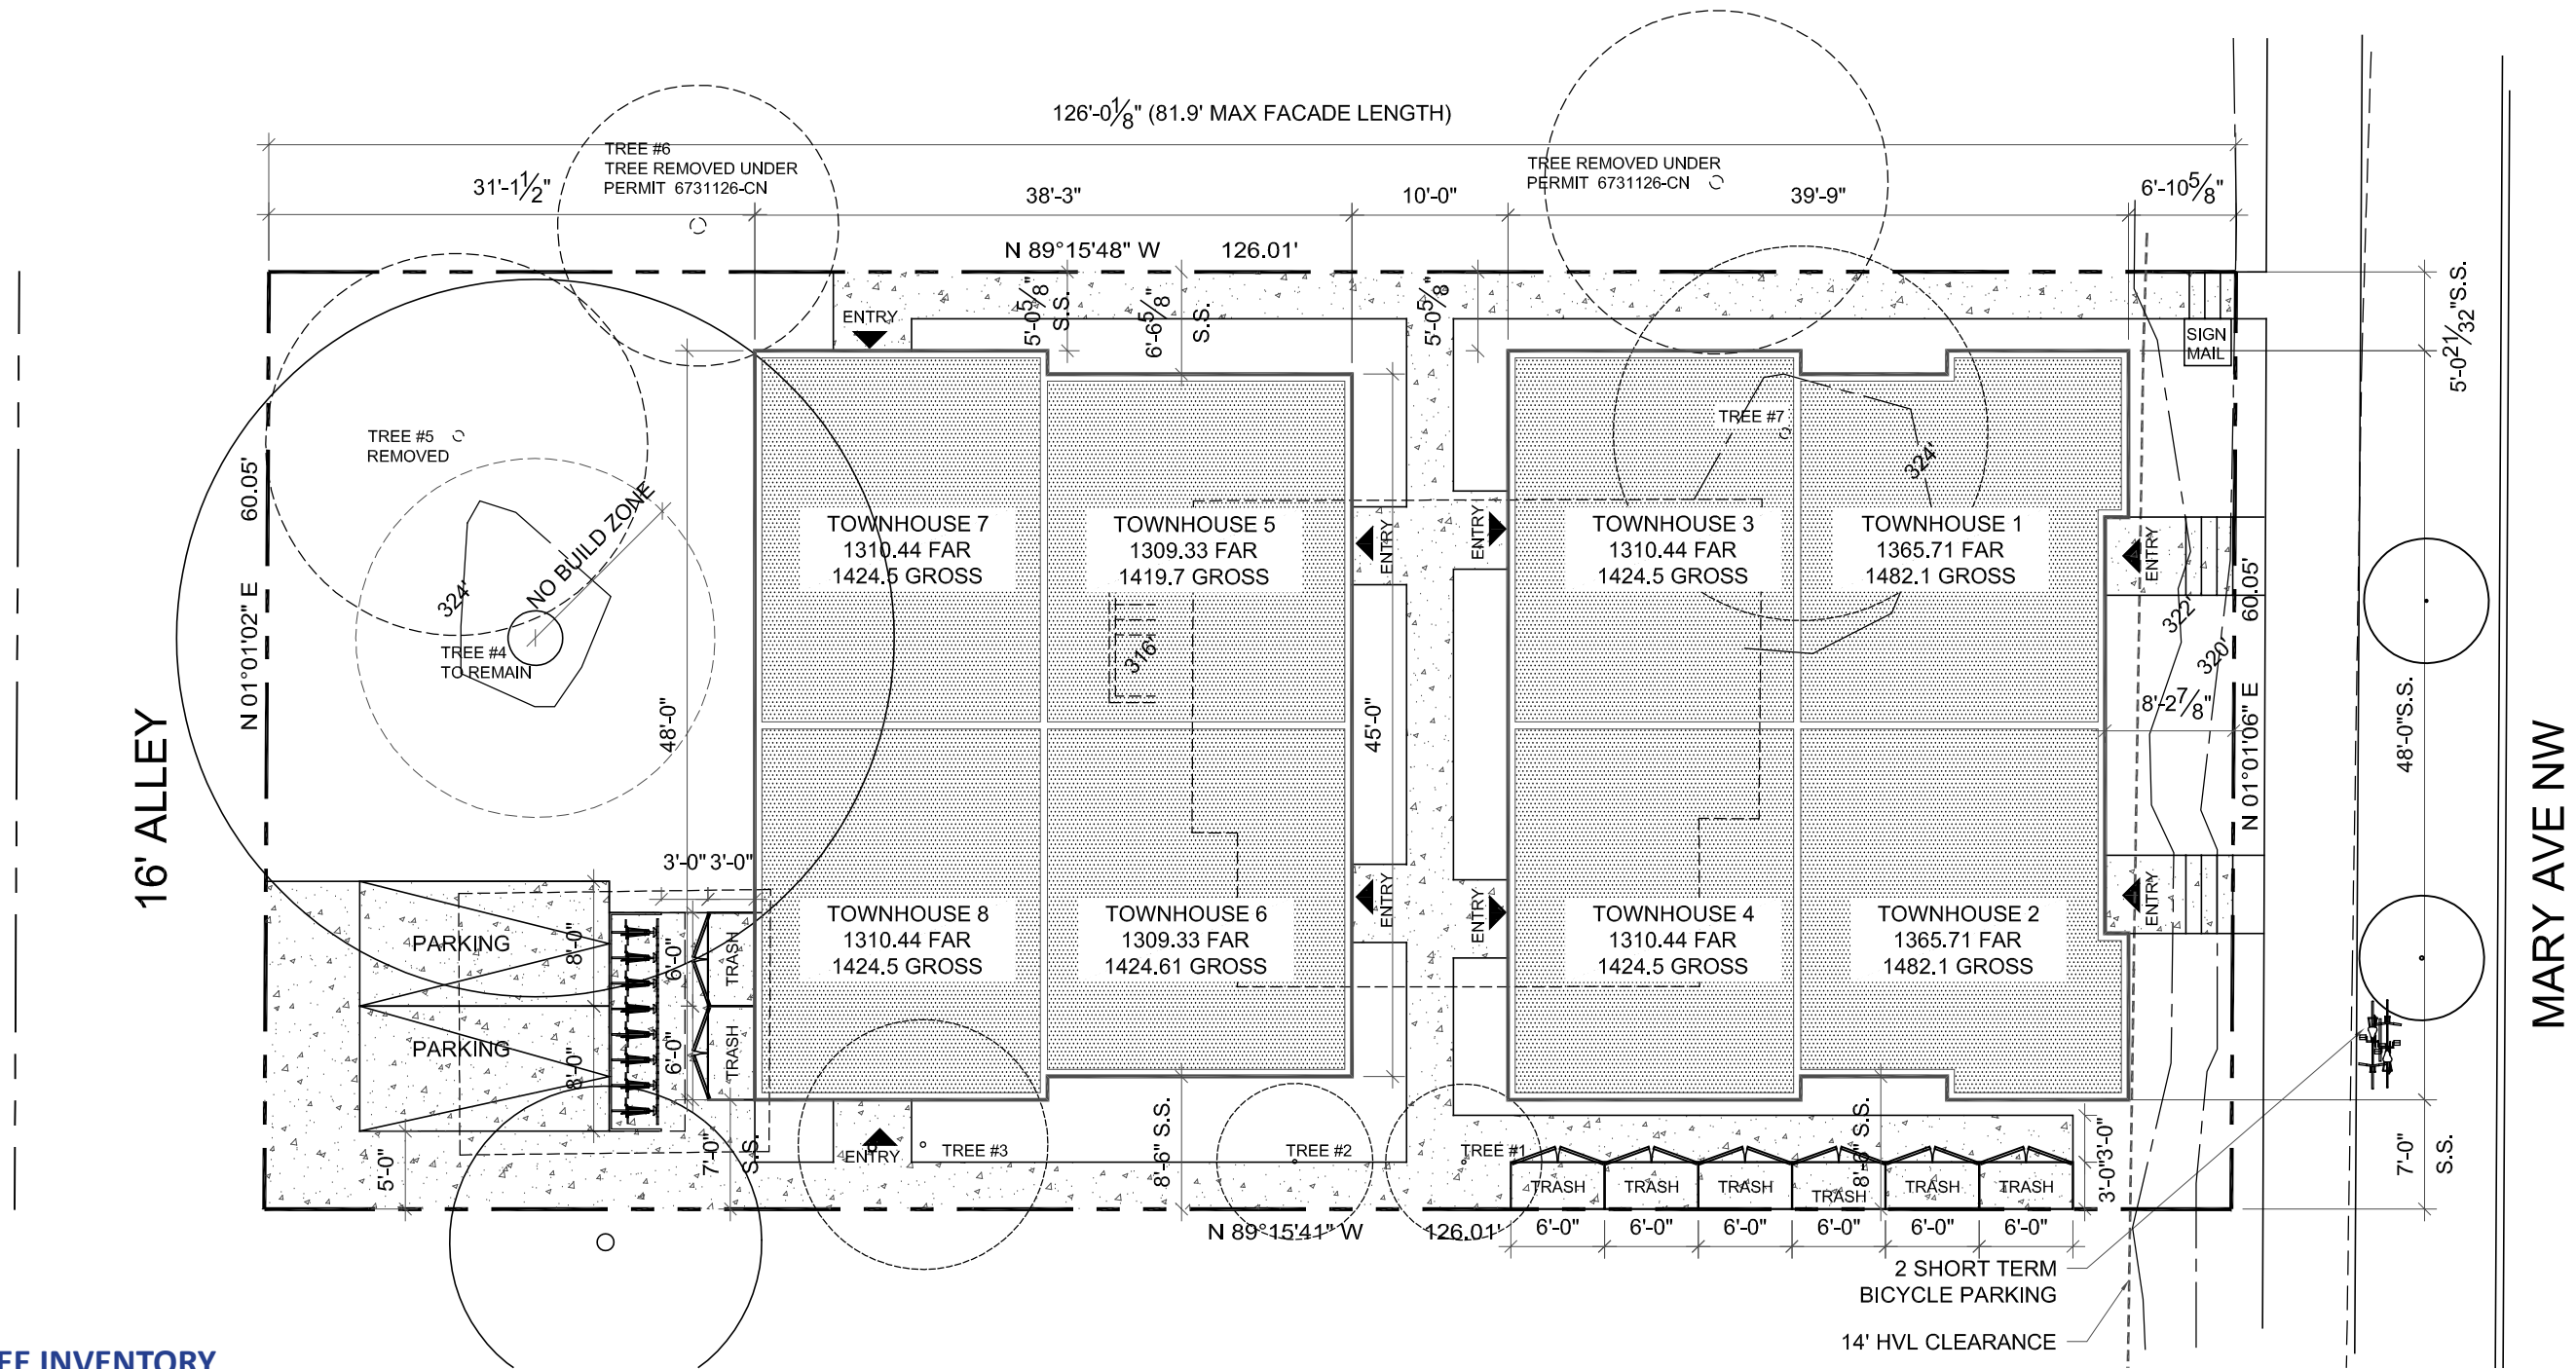 126'-0 1/8" (81.9' MAX FACADE LENGTH)
TREE #6
TREE REMOVED UNDER
PERMIT 6731126-CN
TREE REMOVED UNDER
PERMIT 6731126-CN
31'-1 1/2"
38'-3"
10'-0"
39'-9"
6'-10 5/8"
N 89°15'48" W
126.01'
ENTRY
5'-0 5/8"
S.S.
6'-6 5/8"
S.S.
5'-0 5/8"
SIGN
MAIL
5'-0 21/32"S.S.
TREE #5
REMOVED
TREE #7
324'
60.05'
N 01°01'02" E
NO BUILD ZONE
324'
TREE #4
TO REMAIN
16' ALLEY
48'-0"
TOWNHOUSE 7
1310.44 FAR
1424.5 GROSS
TOWNHOUSE 5
1309.33 FAR
1419.7 GROSS
316'
ENTRY
ENTRY
TOWNHOUSE 3
1310.44 FAR
1424.5 GROSS
TOWNHOUSE 1
1365.71 FAR
1482.1 GROSS
ENTRY
322'
320'
60.05'
8'-2 7/8"
N 01°01'06" E
45'-0"
48'-0"S.S.
MARY AVE NW
3'-0"
3'-0"
PARKING
8'-0"
6'-0"
TRASH
PARKING
8'-0"
6'-0"
TRASH
TOWNHOUSE 8
1310.44 FAR
1424.5 GROSS
TOWNHOUSE 6
1309.33 FAR
1424.61 GROSS
ENTRY
ENTRY
TOWNHOUSE 4
1310.44 FAR
1424.5 GROSS
TOWNHOUSE 2
1365.71 FAR
1482.1 GROSS
ENTRY
5'-0"
7'-0"
S.S.
ENTRY
TREE #3
8'-6" S.S.
TREE #2
TREE #1
8'-6" S.S.
3'-0"
3'-0"
7'-0"
S.S.
TRASH
TRASH
TRASH
TRASH
TRASH
TRASH
N 89°15'41" W
126.01'
6'-0"
6'-0"
6'-0"
6'-0"
6'-0"
6'-0"
2 SHORT TERM
BICYCLE PARKING
14' HVL CLEARANCE
EE INVENTORY